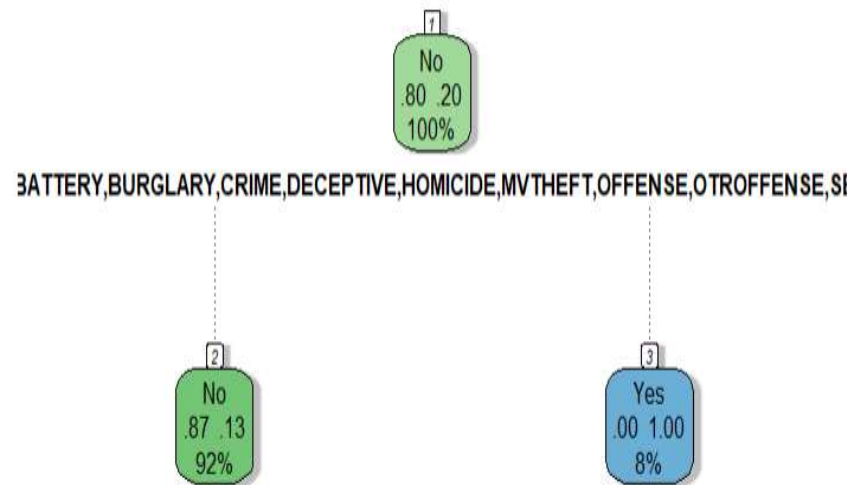 1
No
.80 .20
100%
BATTERY,BURGLARY,CRIME,DECEPTIVE,HOMICIDE,MVTHEFT,OFFENSE,OTROFFENSE,SE
2
3
No
Yes
.87 .13
.00 1.00
92%
8%